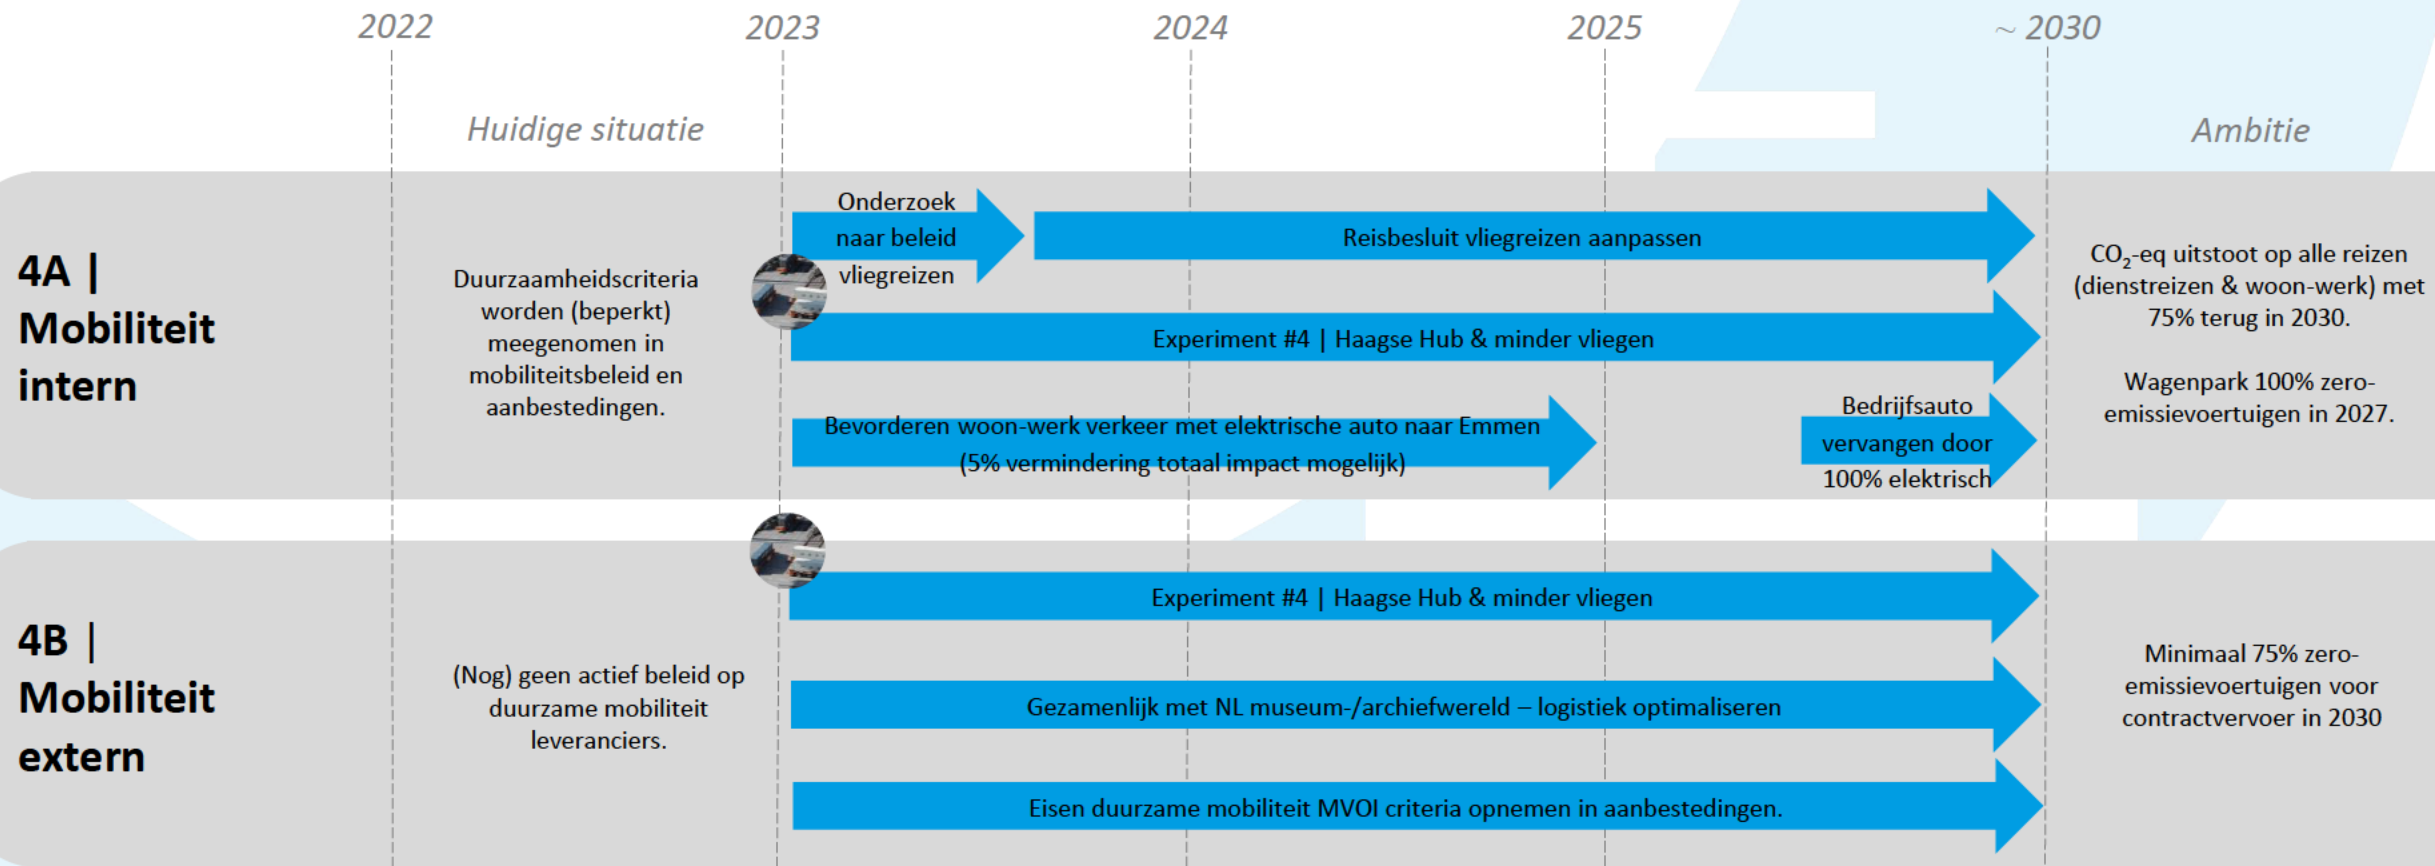 2022
2023
2024
2025
~ 2030
Huidige situatie
Ambitie
4A |
Mobiliteit
intern
Duurzaamheidscriteria
worden (beperkt)
meegenomen in
mobiliteitsbeleid en
aanbestedingen.
Onderzoek
naar beleid
vliegreizen
Reisbesluit vliegreizen aanpassen
Experiment #4 | Haagse Hub & minder vliegen
Bevorderen woon-werk verkeer met elektrische auto naar Emmen
(5% vermindering totaal impact mogelijk)
Bedrijfsauto
vervangen door
100% elektrisch
CO₂-eq uitstoot op alle reizen
(dienstreizen & woon-werk) met
75% terug in 2030.
Wagenpark 100% zero-
emissievoertuigen in 2027.
4B |
Mobiliteit
extern
(Nog) geen actief beleid op
duurzame mobiliteit
leveranciers.
Experiment #4 | Haagse Hub & minder vliegen
Gezamenlijk met NL museum-/archiefwereld – logistiek optimaliseren
Eisen duurzame mobiliteit MVOI criteria opnemen in aanbestedingen.
Minimaal 75% zero-
emissievoertuigen voor
contractvervoer in 2030